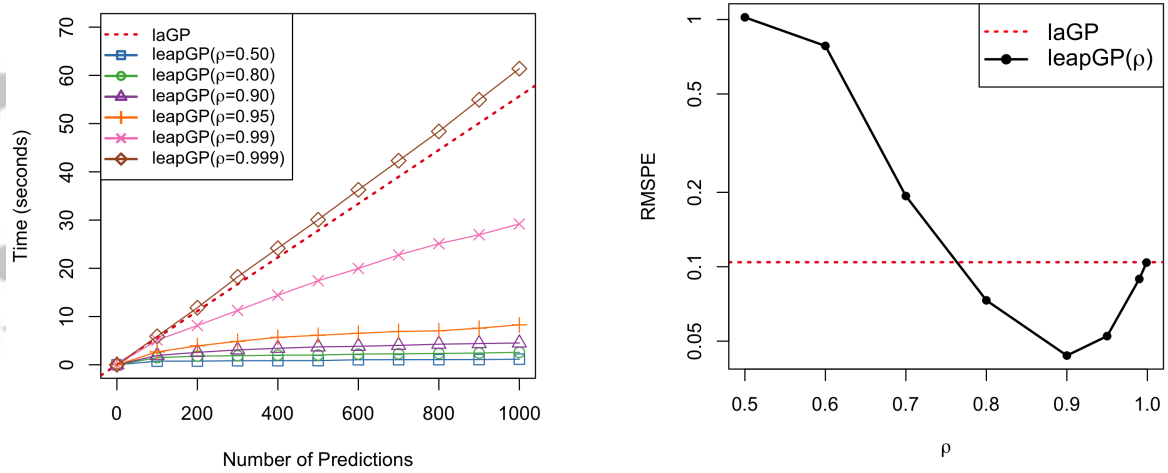 laGP
leapGP(ρ=0.50)
leapGP(ρ=0.80)
leapGP(ρ=0.90)
leapGP(ρ=0.95)
leapGP(ρ=0.99)
leapGP(ρ=0.999)
70
60
50
40
30
20
10
0
Time (seconds)
0 200 400 600 800 1000
Number of Predictions
laGP
leapGP(ρ)
1
0.5
0.2
0.1
0.05
RMSPE
0.5 0.6 0.7 0.8 0.9 1.0
ρ